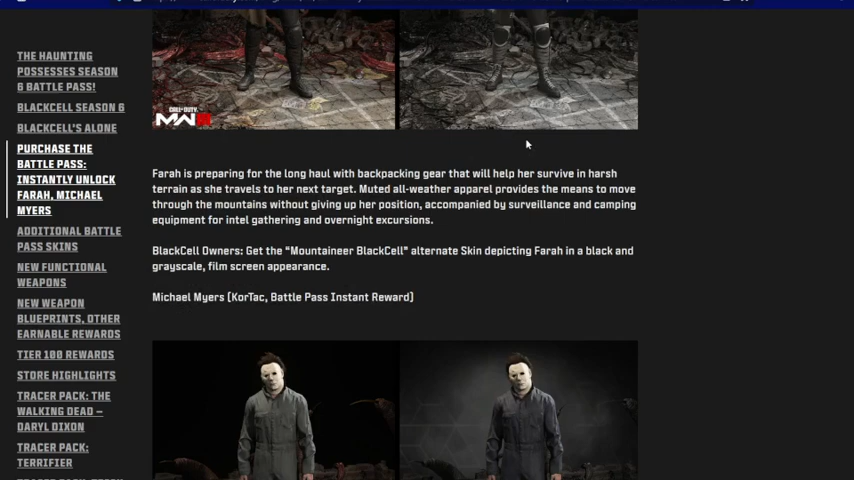 THE HAUNTING
POSSESSES SEASON
6 BATTLE PASS!
BLACKCELL SEASON 6
BLACKCELL'S ALONE
PURCHASE THE
BATTLE PASS:
INSTANTLY UNLOCK
FARAH, MICHAEL
MYERS
ADDITIONAL BATTLE
PASS SKINS
NEW FUNCTIONAL
WEAPONS
NEW WEAPON
BLUEPRINTS, OTHER
EARNABLE REWARDS
TIER 100 REWARDS
STORE HIGHLIGHTS
TRACER PACK: THE
WALKING DEAD –
DARYL DIXON
TRACER PACK:
TERRIFIER
CALL OF DUTY
MWIII
Farah is preparing for the long haul with backpacking gear that will help her survive in harsh
terrain as she travels to her next target. Muted all-weather apparel provides the means to move
through the mountains without giving up her position, accompanied by surveillance and camping
equipment for intel gathering and overnight excursions.
BlackCell Owners: Get the “Mountaineer BlackCell” alternate Skin depicting Farah in a black and
grayscale, film screen appearance.
Michael Myers (KorTac, Battle Pass Instant Reward)